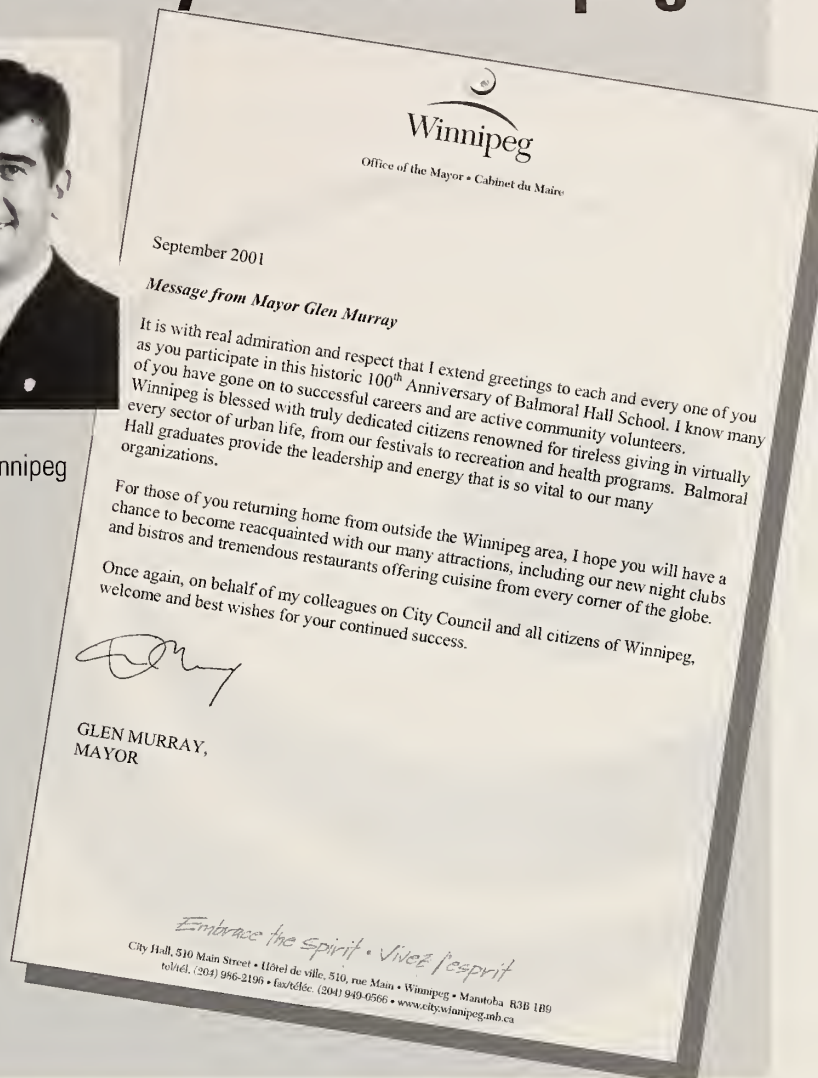 Winnipeg
Office of the Mayor • Cabinet du Maire
September 2001
Message from Mayor Glen Murray
It is with real admiration and respect that I extend greetings to each and every one of you
as you participate in this historic 100th Anniversary of Balmoral Hall School. I know many
of you have gone on to successful careers and are active community volunteers.
Winnipeg is blessed with truly dedicated citizens renowned for tireless giving in virtually
every sector of urban life, from our festivals to recreation and health programs. Balmoral
Hall graduates provide the leadership and energy that is so vital to our many
organizations.
nnipeg
For those of you returning home from outside the Winnipeg area, I hope you will have a
chance to become reacquainted with our many attractions, including our new night clubs
and bistros and tremendous restaurants offering cuisine from every corner of the globe.
Once again, on behalf of my colleagues on City Council and all citizens of Winnipeg,
welcome and best wishes for your continued success.
GLEN MURRAY,
MAYOR
Embrace the Spirit • Vivez l'esprit
City Hall, 510 Main Street • Hôtel de ville, 510, rue Main • Winnipeg • Manitoba R3B 1B9
tel/tél. (204) 986-2196 • fax/téléc. (204) 949-0566 • www.city.winnipeg.mb.ca